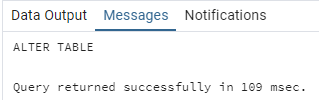 Data Output Messages Notifications
ALTER TABLE
Query returned successfully in 109 msec.